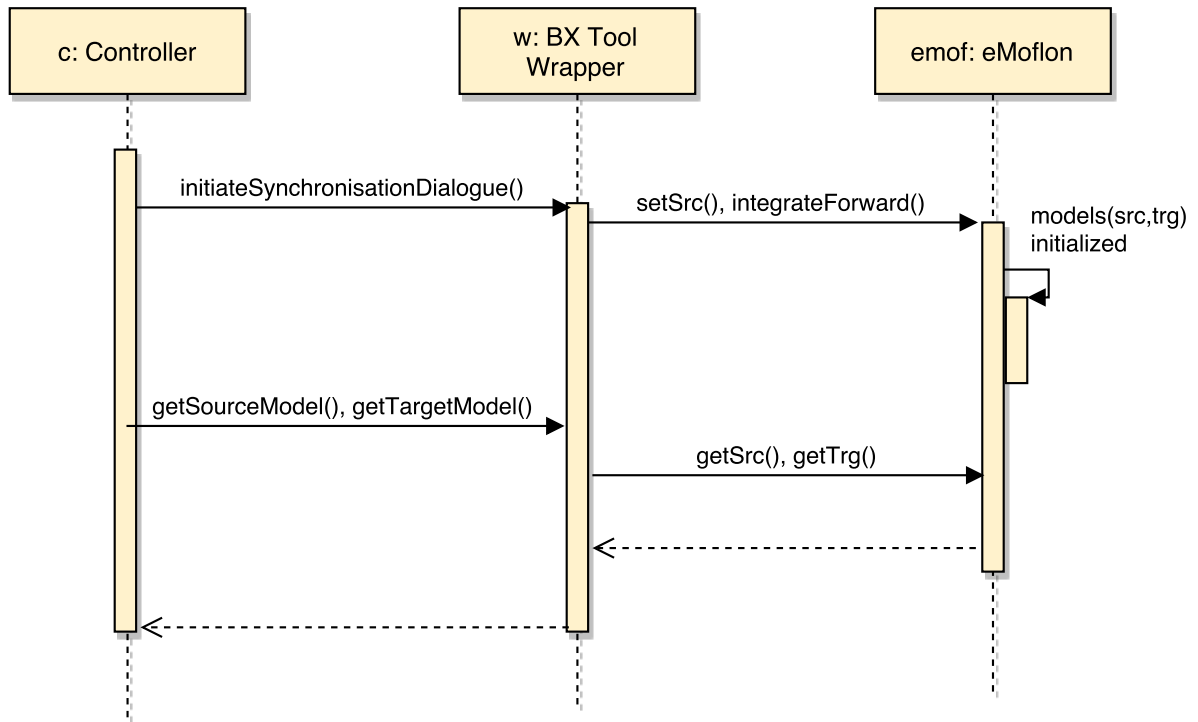 c: Controller
w: BX Tool
Wrapper
emof: eMoflon
initiateSynchronisationDialogue()
setSrc(), integrateForward()
models(src,trg)
initialized
getSourceModel(), getTargetModel()
getSrc(), getTrg()